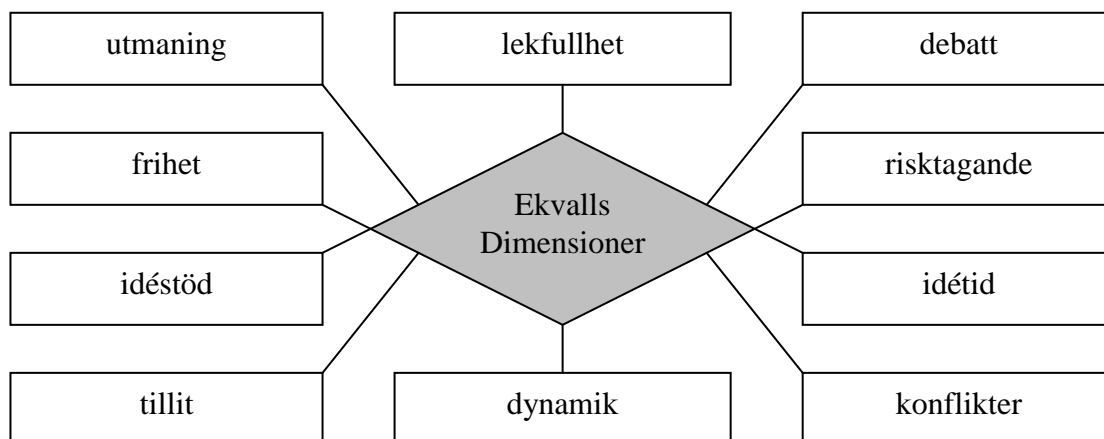 utmaning
lekfullhet
debatt
frihet
risktagande
Ekvalls
Dimensioner
idéstöd
idétid
tillit
dynamik
konflikter